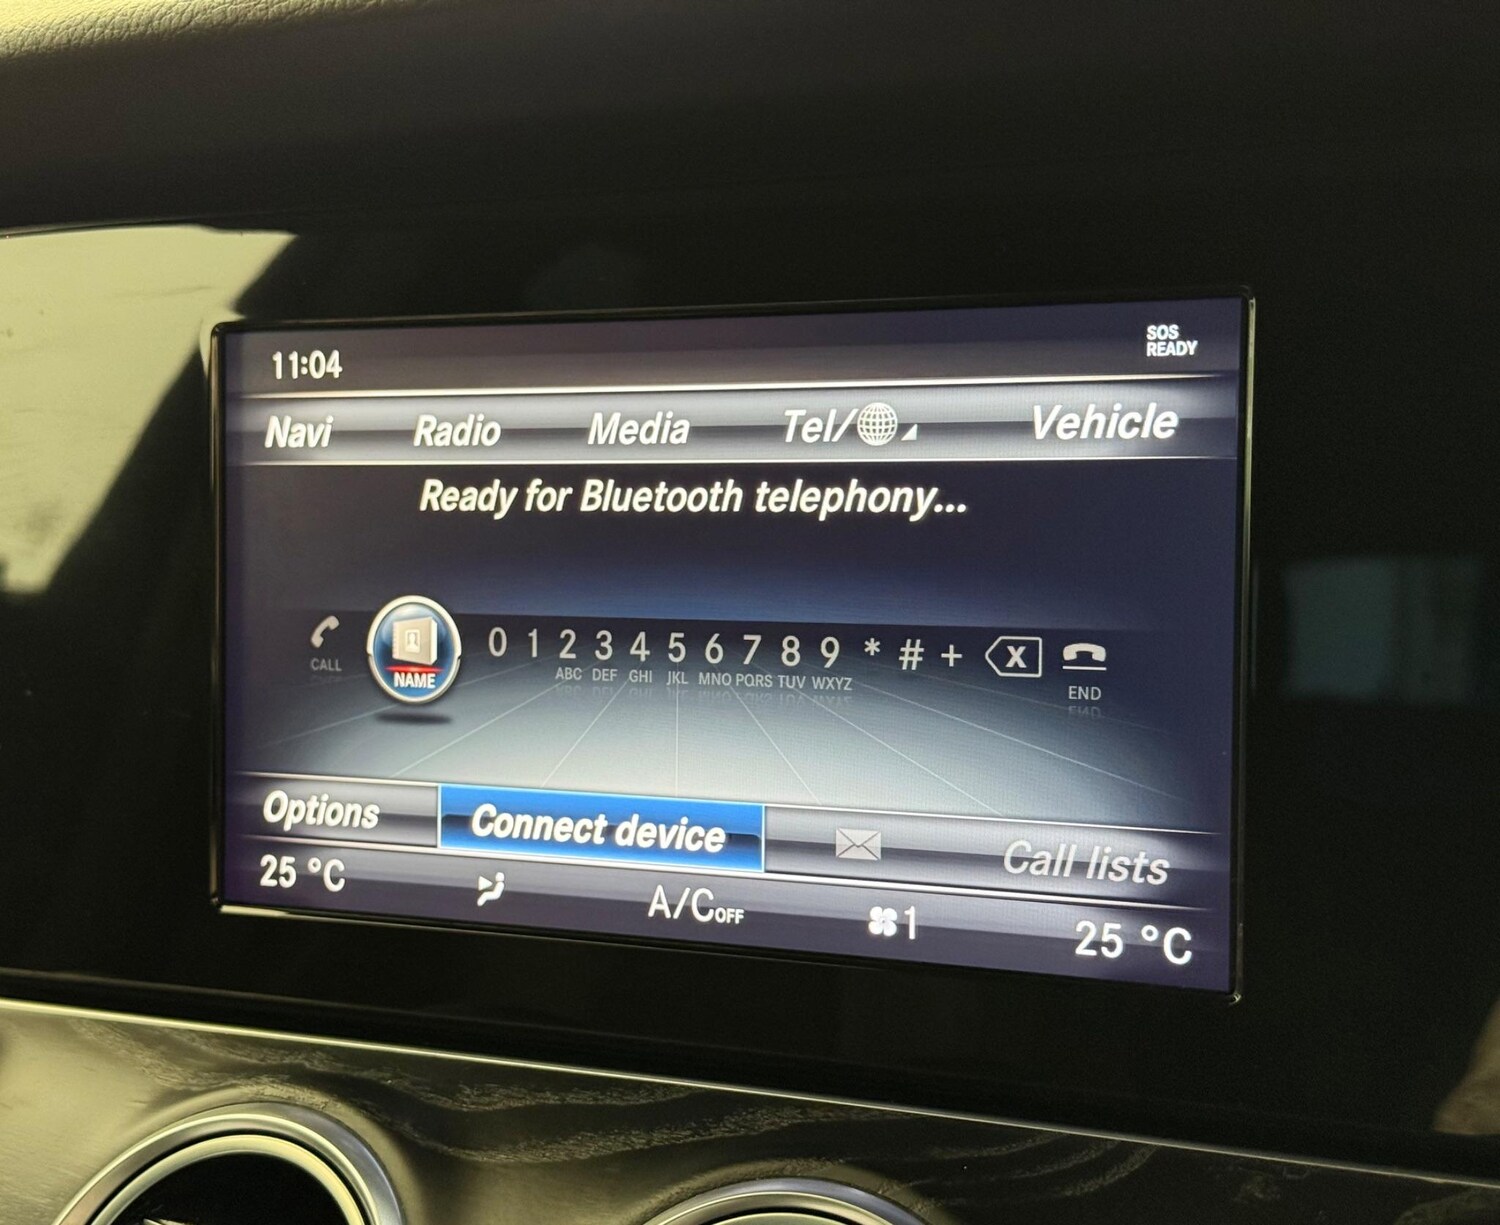 11:04
SOS
READY
Navi Radio Media Tel/ Vehicle
Ready for Bluetooth telephony...
0 1 2 3 4 5 6 7 8 9 * # + X
CALL NAME ABC DEF GHI JKL MNO PQRS TUV WXYZ END
Options Connect device Call lists
25 °C A/C OFF 1 25 °C